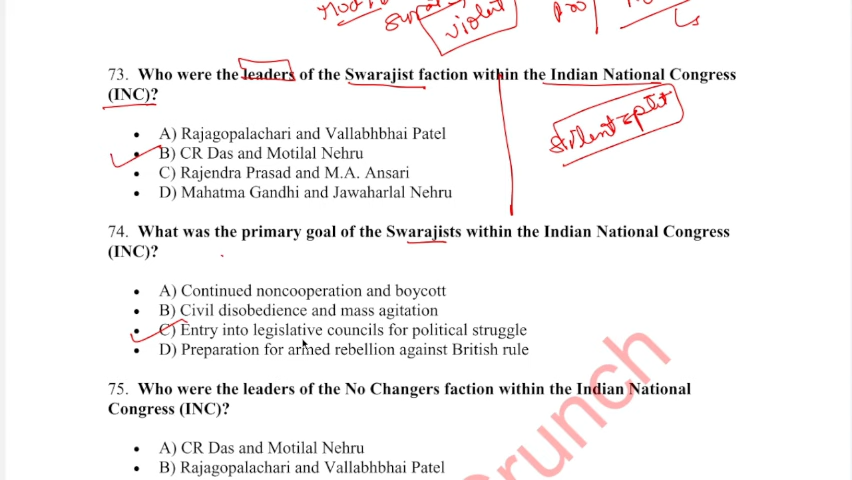 violent
73. Who were the leaders of the Swarajist faction within the Indian National Congress
(INC)?
silent split
• A) Rajagopalachari and Vallabhbhai Patel
• B) CR Das and Motilal Nehru
• C) Rajendra Prasad and M.A. Ansari
• D) Mahatma Gandhi and Jawaharlal Nehru
74. What was the primary goal of the Swarajists within the Indian National Congress
(INC)?
• A) Continued noncooperation and boycott
• B) Civil disobedience and mass agitation
• C) Entry into legislative councils for political struggle
• D) Preparation for armed rebellion against British rule
75. Who were the leaders of the No Changers faction within the Indian National
Congress (INC)?
• A) CR Das and Motilal Nehru
• B) Rajagopalachari and Vallabhbhai Patel